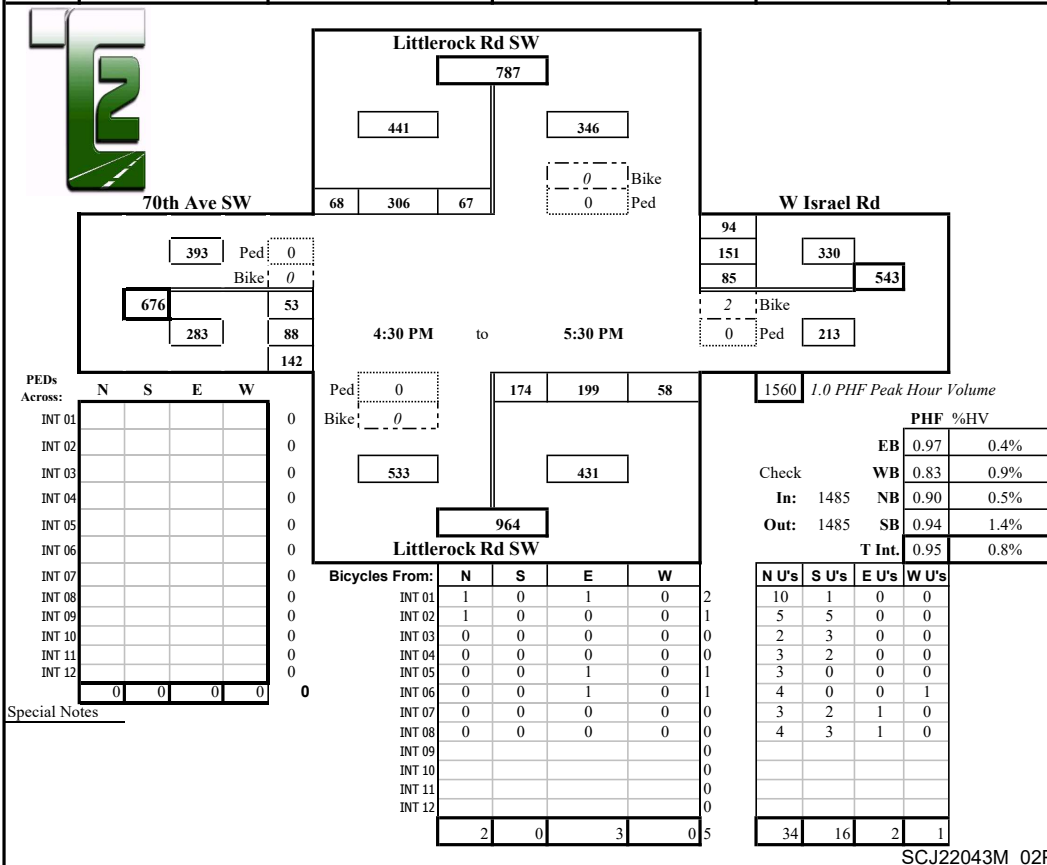 T2
Littlerock Rd SW
787
441 346
0 Bike
0 Ped
70th Ave SW 68 306 67 W Israel Rd
94
393 Ped 0 151 330
Bike 0 85 543
676 53 2 Bike
283 88 4:30 PM to 5:30 PM 0 Ped 213
142
PEDs Across: N S E W
Ped 0 174 199 58 1560 1.0 PHF Peak Hour Volume
INT 01 0 Bike 0 PHF %HV
INT 02 0 EB 0.97 0.4%
INT 03 0 533 431 Check WB 0.83 0.9%
INT 04 0 In: 1485 NB 0.90 0.5%
INT 05 0 964 Out: 1485 SB 0.94 1.4%
INT 06 0 Littlerock Rd SW T Int. 0.95 0.8%
INT 07 0 Bicycles From: N S E W N U's S U's E U's W U's
INT 08 0 INT 01 1 0 1 0 2 10 1 0 0
INT 09 0 INT 02 1 0 0 0 1 5 5 0 0
INT 10 0 INT 03 0 0 0 0 0 2 3 0 0
INT 11 0 INT 04 0 0 0 0 0 3 2 0 0
INT 12 0 INT 05 0 0 1 0 1 3 0 0 0
0 0 0 0 0 INT 06 0 0 1 0 1 4 0 0 1
Special Notes INT 07 0 0 0 0 0 3 2 1 0
INT 08 0 0 0 0 0 4 3 1 0
INT 09 0
INT 10 0
INT 11 0
INT 12 0
2 0 3 0 5 34 16 2 1
SCJ22043M_02P